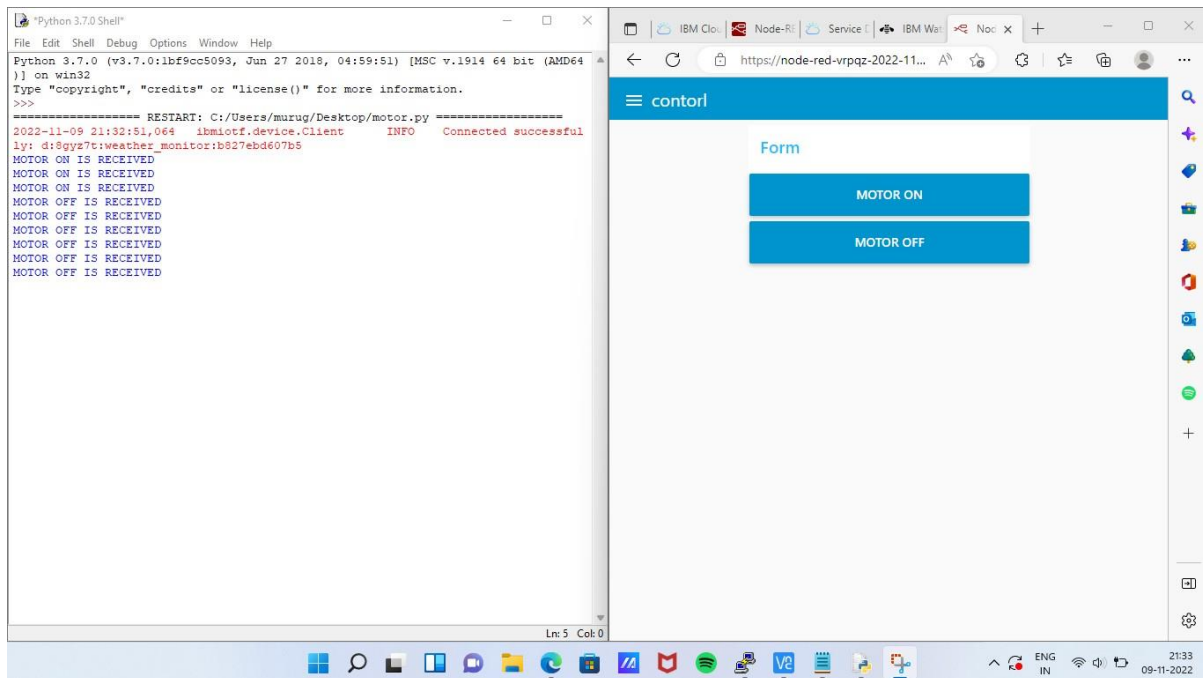 *Python 3.7.0 Shell*
File Edit Shell Debug Options Window Help
Python 3.7.0 (v3.7.0:1bf9cc5093, Jun 27 2018, 04:59:51) [MSC v.1914 64 bit (AMD64
)] on win32
Type "copyright", "credits" or "license()" for more information.
>>>
================== RESTART: C:/Users/murug/Desktop/motor.py ==================
2022-11-09 21:32:51,064   ibmiotf.device.Client      INFO    Connected successful
ly: d:8gyz7t:weather_monitor:b827ebd607b5
MOTOR ON IS RECEIVED
MOTOR ON IS RECEIVED
MOTOR ON IS RECEIVED
MOTOR OFF IS RECEIVED
MOTOR OFF IS RECEIVED
MOTOR OFF IS RECEIVED
MOTOR OFF IS RECEIVED
MOTOR OFF IS RECEIVED
MOTOR OFF IS RECEIVED
Ln: 5 Col: 0
IBM Clou Node-RE Service D IBM Wat Nod
https://node-red-vrpqz-2022-11...
contorl
Form
MOTOR ON
MOTOR OFF
ENG
IN
21:33
09-11-2022